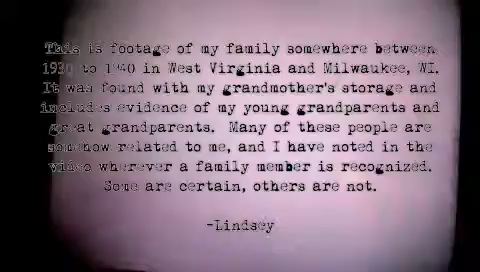 This is footage of my family somewhere between
1930 to 1940 in West Virginia and Milwaukee, WI.
It was found with my grandmother's storage and
includes evidence of my young grandparents and
great grandparents. Many of these people are
somehow related to me, and I have noted in the
video wherever a family member is recognized.
Some are certain, others are not.
-Lindsey